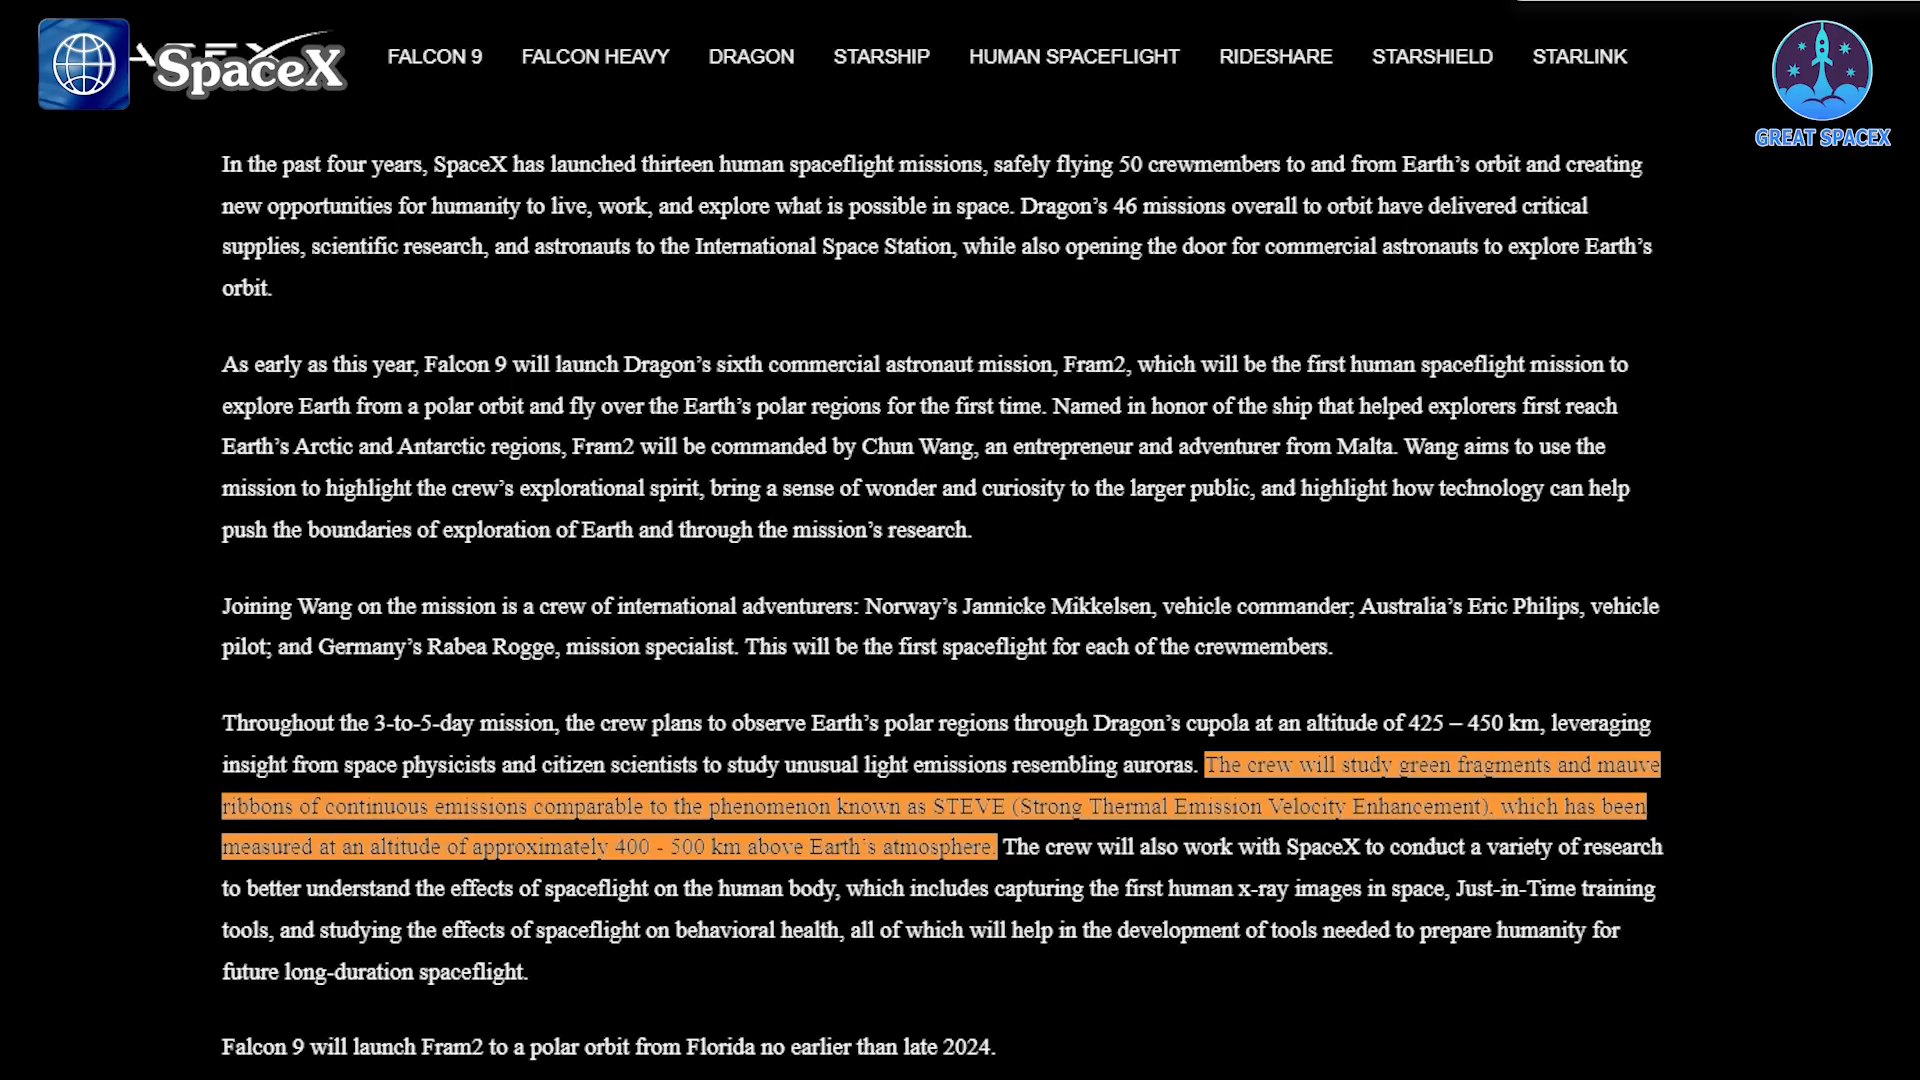 SpaceX
FALCON 9 FALCON HEAVY DRAGON STARSHIP HUMAN SPACEFLIGHT RIDESHARE STARSHIELD STARLINK
GREAT SPACEX
In the past four years, SpaceX has launched thirteen human spaceflight missions, safely flying 50 crewmembers to and from Earth’s orbit and creating
new opportunities for humanity to live, work, and explore what is possible in space. Dragon’s 46 missions overall to orbit have delivered critical
supplies, scientific research, and astronauts to the International Space Station, while also opening the door for commercial astronauts to explore Earth’s
orbit.
As early as this year, Falcon 9 will launch Dragon’s sixth commercial astronaut mission, Fram2, which will be the first human spaceflight mission to
explore Earth from a polar orbit and fly over the Earth’s polar regions for the first time. Named in honor of the ship that helped explorers first reach
Earth’s Arctic and Antarctic regions, Fram2 will be commanded by Chun Wang, an entrepreneur and adventurer from Malta. Wang aims to use the
mission to highlight the crew’s explorational spirit, bring a sense of wonder and curiosity to the larger public, and highlight how technology can help
push the boundaries of exploration of Earth and through the mission’s research.
Joining Wang on the mission is a crew of international adventurers: Norway’s Jannicke Mikkelsen, vehicle commander; Australia’s Eric Philips, vehicle
pilot; and Germany’s Rabea Rogge, mission specialist. This will be the first spaceflight for each of the crewmembers.
Throughout the 3-to-5-day mission, the crew plans to observe Earth’s polar regions through Dragon’s cupola at an altitude of 425 – 450 km, leveraging
insight from space physicists and citizen scientists to study unusual light emissions resembling auroras. The crew will study green fragments and mauve
ribbons of continuous emissions comparable to the phenomenon known as STEVE (Strong Thermal Emission Velocity Enhancement), which has been
measured at an altitude of approximately 400 - 500 km above Earth’s atmosphere. The crew will also work with SpaceX to conduct a variety of research
to better understand the effects of spaceflight on the human body, which includes capturing the first human x-ray images in space, Just-in-Time training
tools, and studying the effects of spaceflight on behavioral health, all of which will help in the development of tools needed to prepare humanity for
future long-duration spaceflight.
Falcon 9 will launch Fram2 to a polar orbit from Florida no earlier than late 2024.